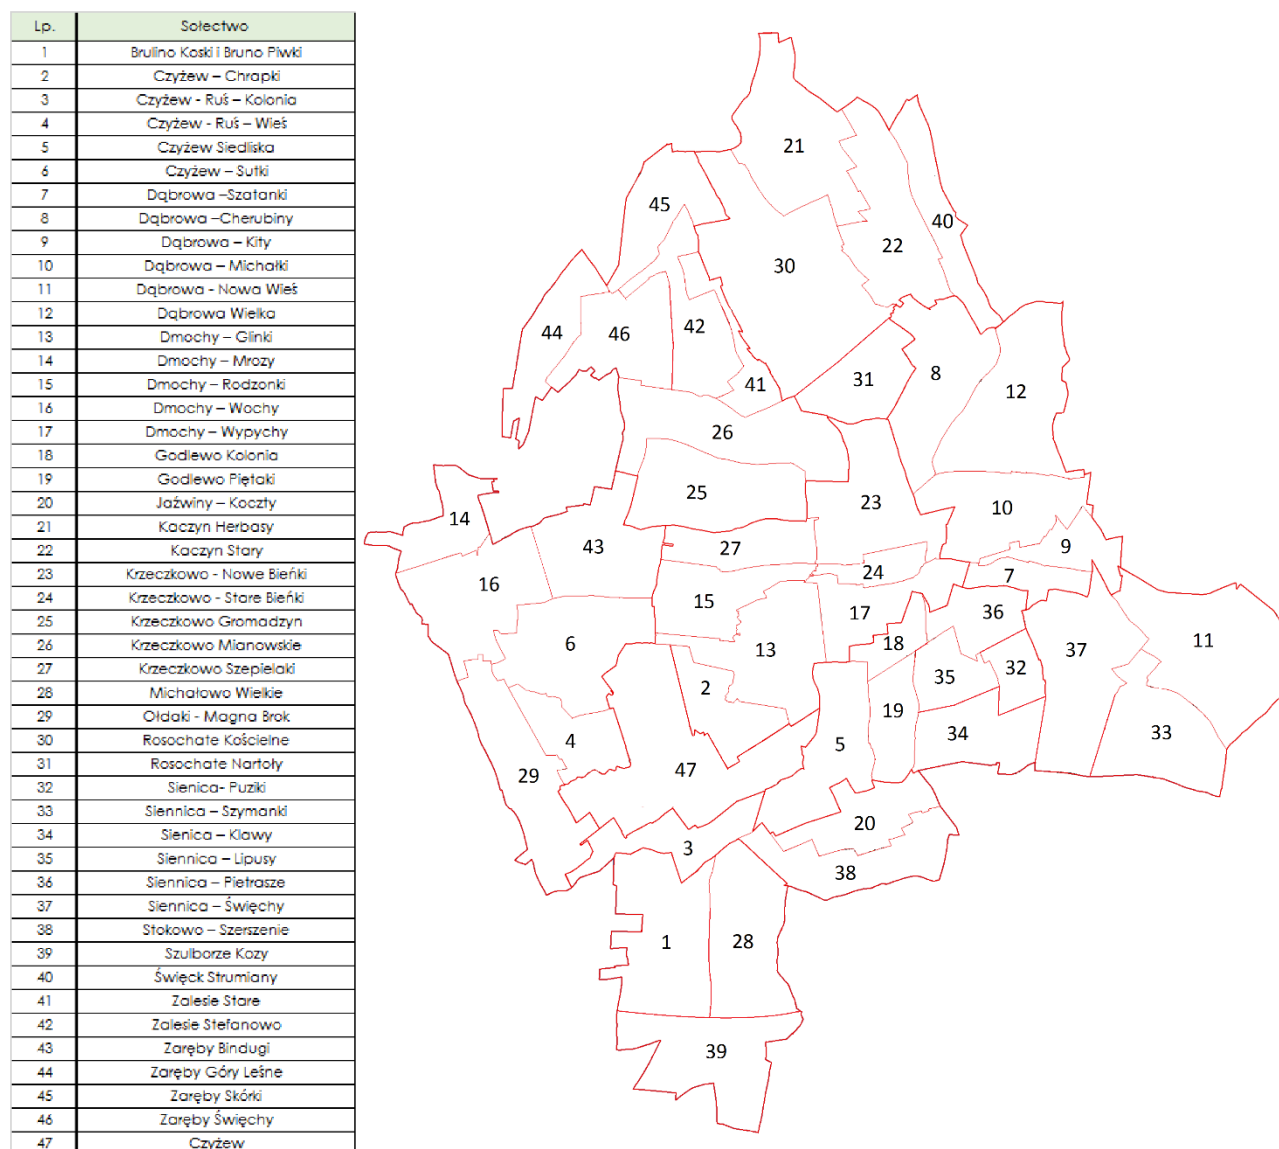 Lp. Sołectwo
1 Brulino Koski i Bruno Piwki
2 Czyżew – Chrapki
3 Czyżew - Ruś – Kolonia
4 Czyżew - Ruś – Wieś
5 Czyżew Siedliska
6 Czyżew – Sutki
7 Dąbrowa –Szatanki
8 Dąbrowa –Cherubiny
9 Dąbrowa – Kity
10 Dąbrowa – Michałki
11 Dąbrowa - Nowa Wieś
12 Dąbrowa Wielka
13 Dmochy – Glinki
14 Dmochy – Mrozy
15 Dmochy – Rodzonki
16 Dmochy – Wochy
17 Dmochy – Wypychy
18 Godlewo Kolonia
19 Godlewo Piętaki
20 Jaźwiny – Koczty
21 Kaczyn Herbasy
22 Kaczyn Stary
23 Krzeczkowo - Nowe Bieńki
24 Krzeczkowo - Stare Bieńki
25 Krzeczkowo Gromadzyn
26 Krzeczkowo Mianowskie
27 Krzeczkowo Szepielaki
28 Michałowo Wielkie
29 Ołdaki - Magna Brok
30 Rosochate Kościelne
31 Rosochate Nartoły
32 Sienica- Puziki
33 Siennica – Szymanki
34 Sienica – Klawy
35 Siennica – Lipusy
36 Siennica – Pietrasze
37 Siennica – Święchy
38 Stokowo – Szerszenie
39 Szulborze Kozy
40 Święck Strumiany
41 Zalesie Stare
42 Zalesie Stefanowo
43 Zaręby Bindugi
44 Zaręby Góry Leśne
45 Zaręby Skórki
46 Zaręby Święchy
47 Czyżew
21
45
40
22
30
44
46
42
41
31
8
12
26
25
23
10
14
43
27
9
24
7
16
15
17
36
6
13
18
37
11
2
35
32
19
4
5
34
33
47
29
20
3
38
1
28
39